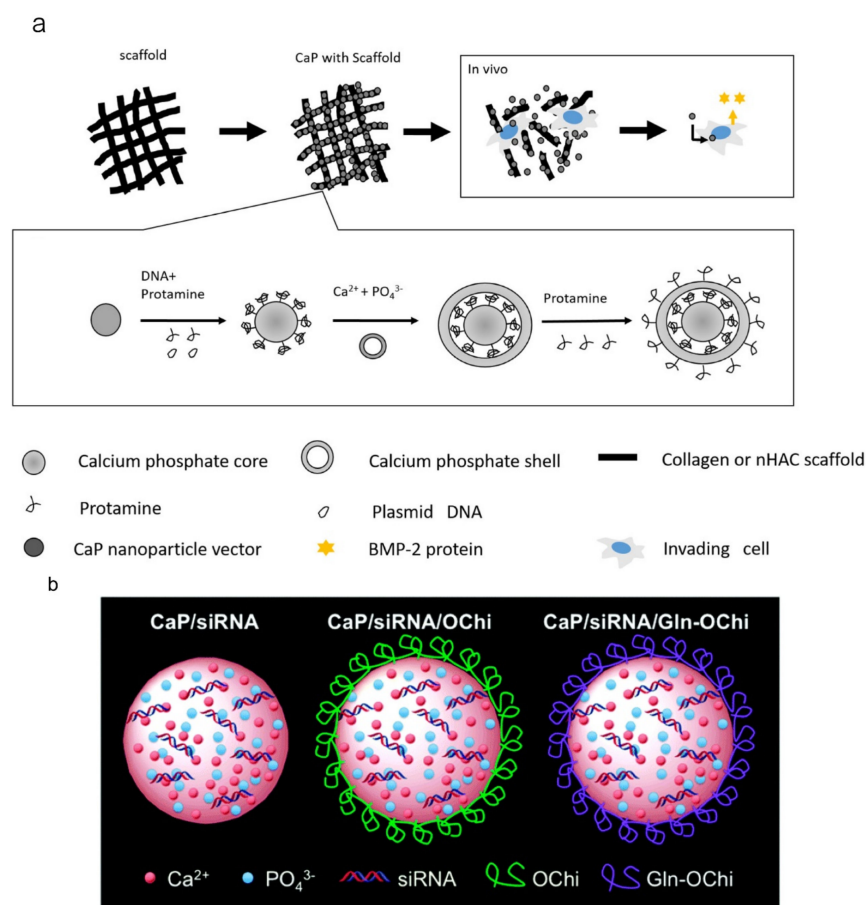 a
scaffold
CaP with Scaffold
In vivo
DNA+
Protamine
Ca²⁺ + PO₄³⁻
Protamine
Calcium phosphate core
Calcium phosphate shell
Collagen or nHAC scaffold
Protamine
Plasmid DNA
CaP nanoparticle vector
BMP-2 protein
Invading cell
b
CaP/siRNA
CaP/siRNA/OChi
CaP/siRNA/Gln-OChi
Ca²⁺
PO₄³⁻
siRNA
OChi
Gln-OChi